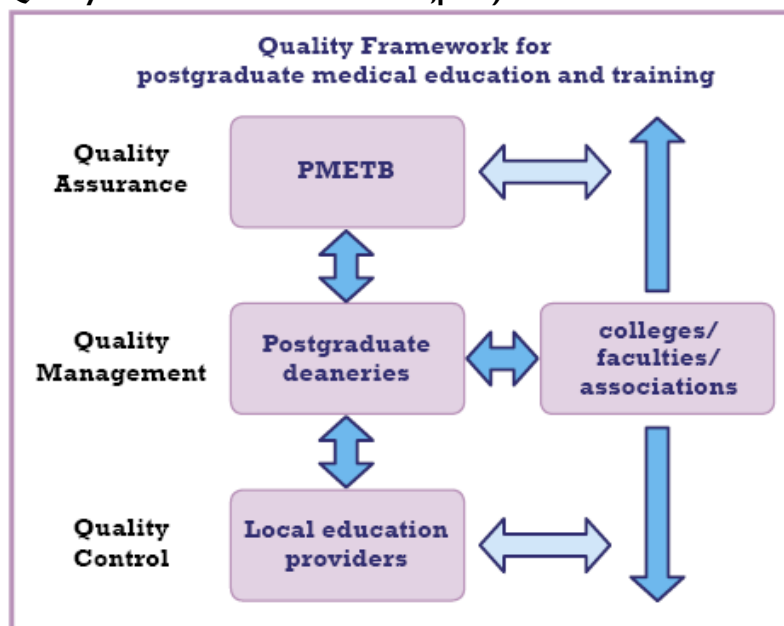 Quality Framework for
postgraduate medical education and training
Quality
Assurance
PMETB
Quality
Management
Postgraduate
deaneries
colleges/
faculties/
associations
Quality
Control
Local education
providers